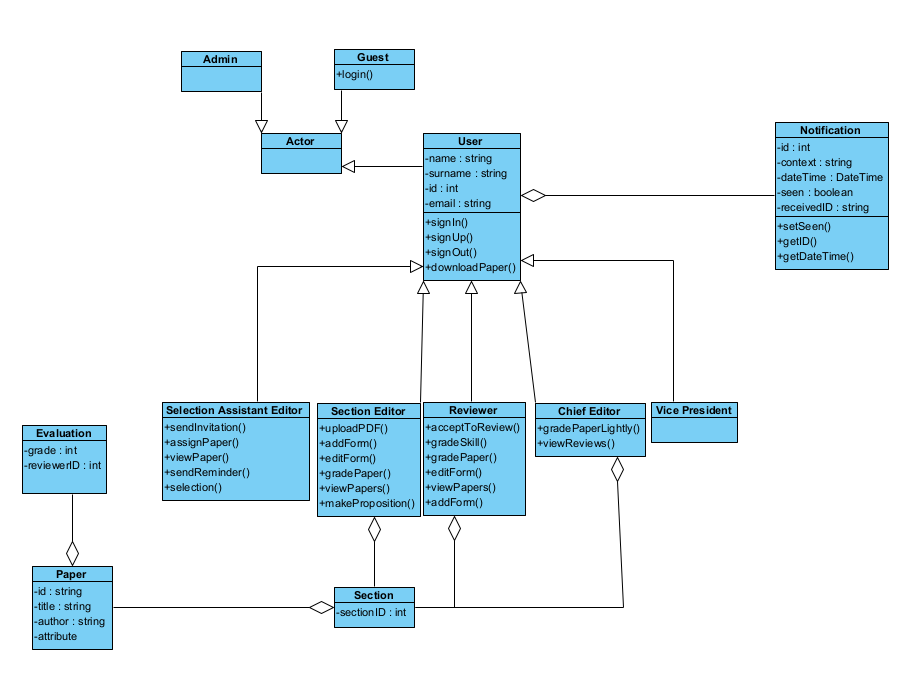 Admin
Guest
+login()
Actor
User
-name : string
-surname : string
-id : int
-email : string
+signIn()
+signUp()
+signOut()
+downloadPaper()
Notification
-id : int
-context : string
-dateTime : DateTime
-seen : boolean
-receivedID : string
+setSeen()
+getID()
+getDateTime()
Selection Assistant Editor
+sendInvitation()
+assignPaper()
+viewPaper()
+sendReminder()
+selection()
Section Editor
+uploadPDF()
+addForm()
+editForm()
+gradePaper()
+viewPapers()
+makeProposition()
Reviewer
+acceptToReview()
+gradeSkill()
+gradePaper()
+editForm()
+viewPapers()
+addForm()
Chief Editor
+gradePaperLightly()
+viewReviews()
Vice President
Evaluation
-grade : int
-reviewerID : int
Paper
-id : string
-title : string
-author : string
-attribute
Section
-sectionID : int